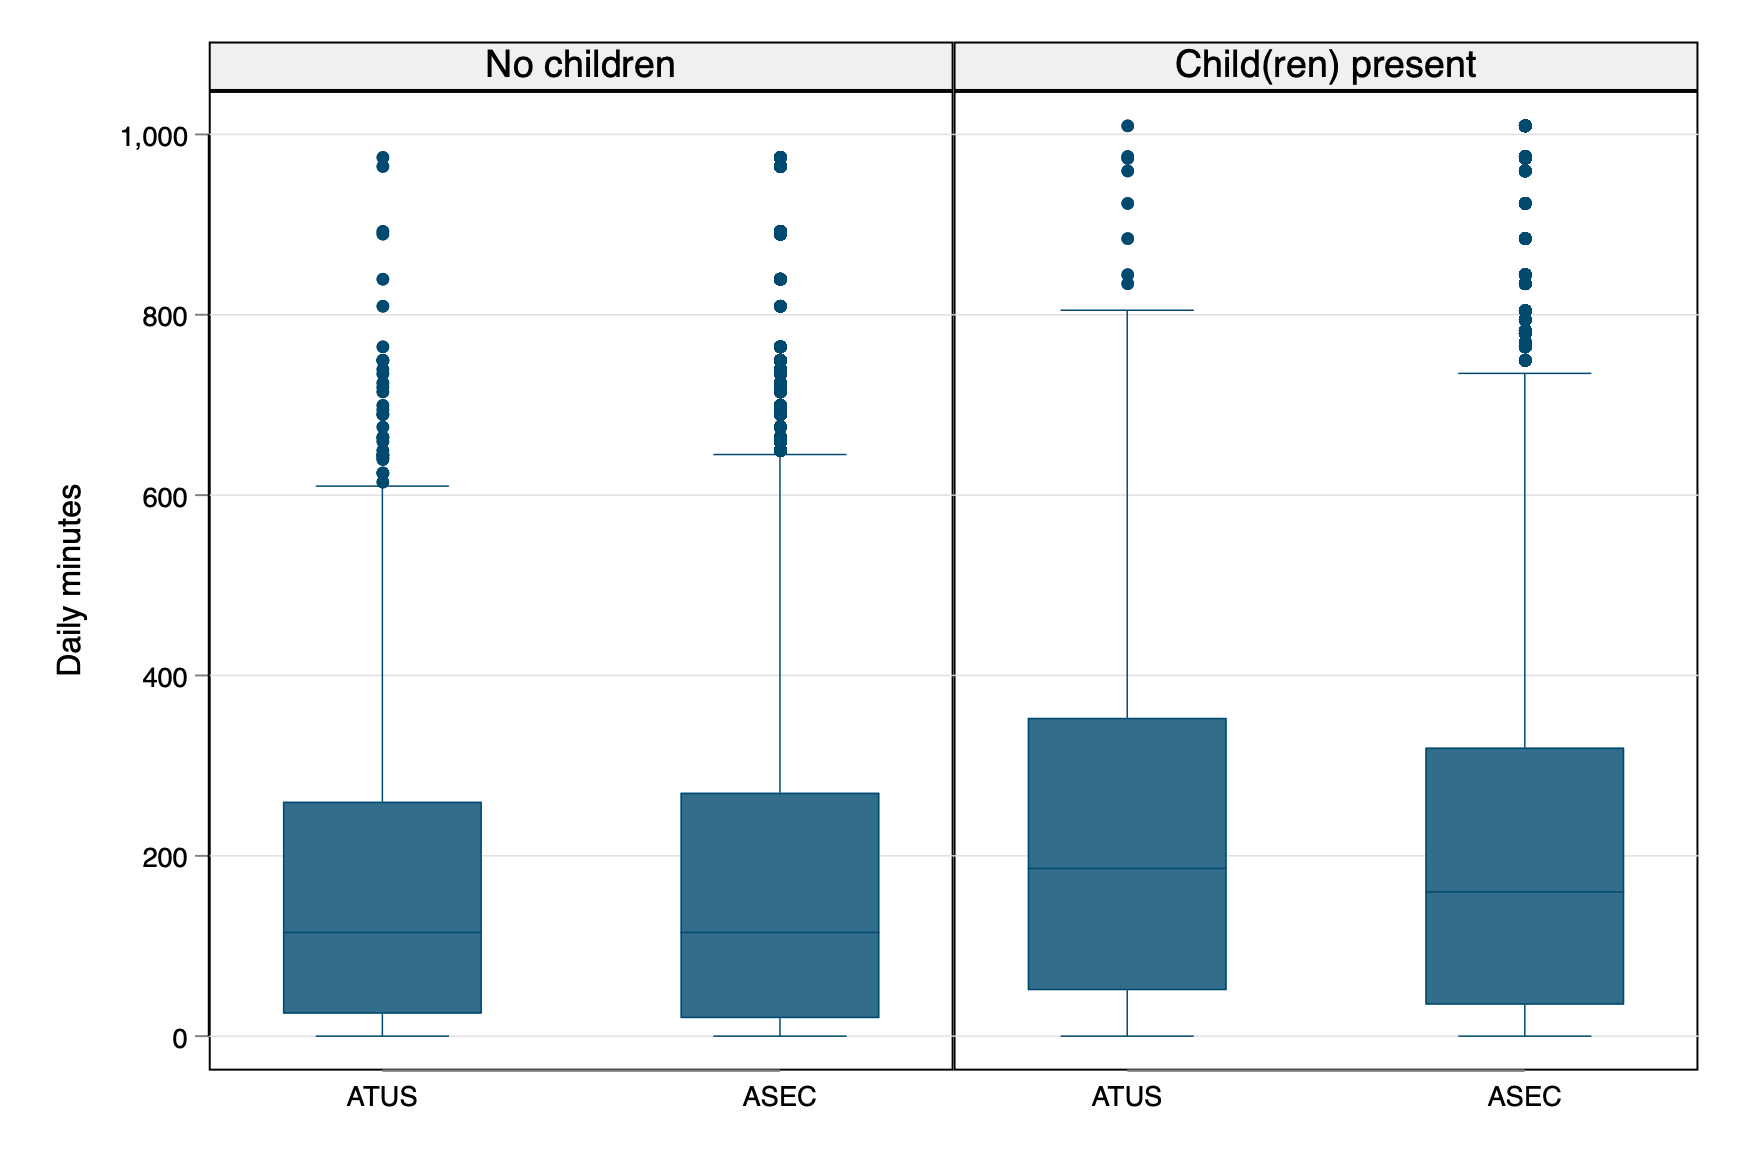 No children
Child(ren) present
Daily minutes
1,000
800
600
400
200
0
ATUS
ASEC
ATUS
ASEC